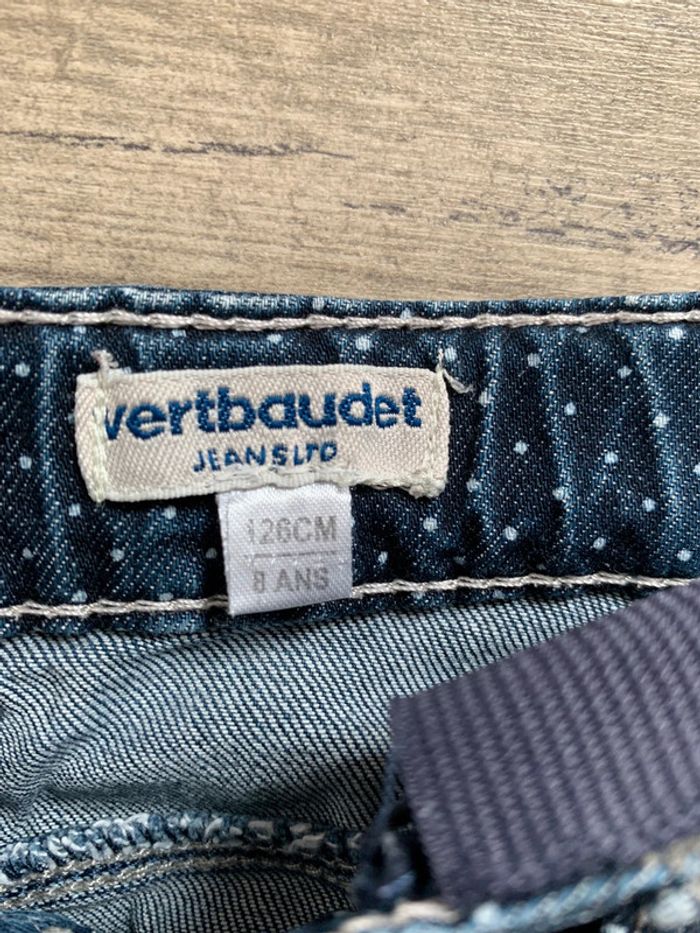 vertbaudet
JEANS LTD
126CM
8 ANS